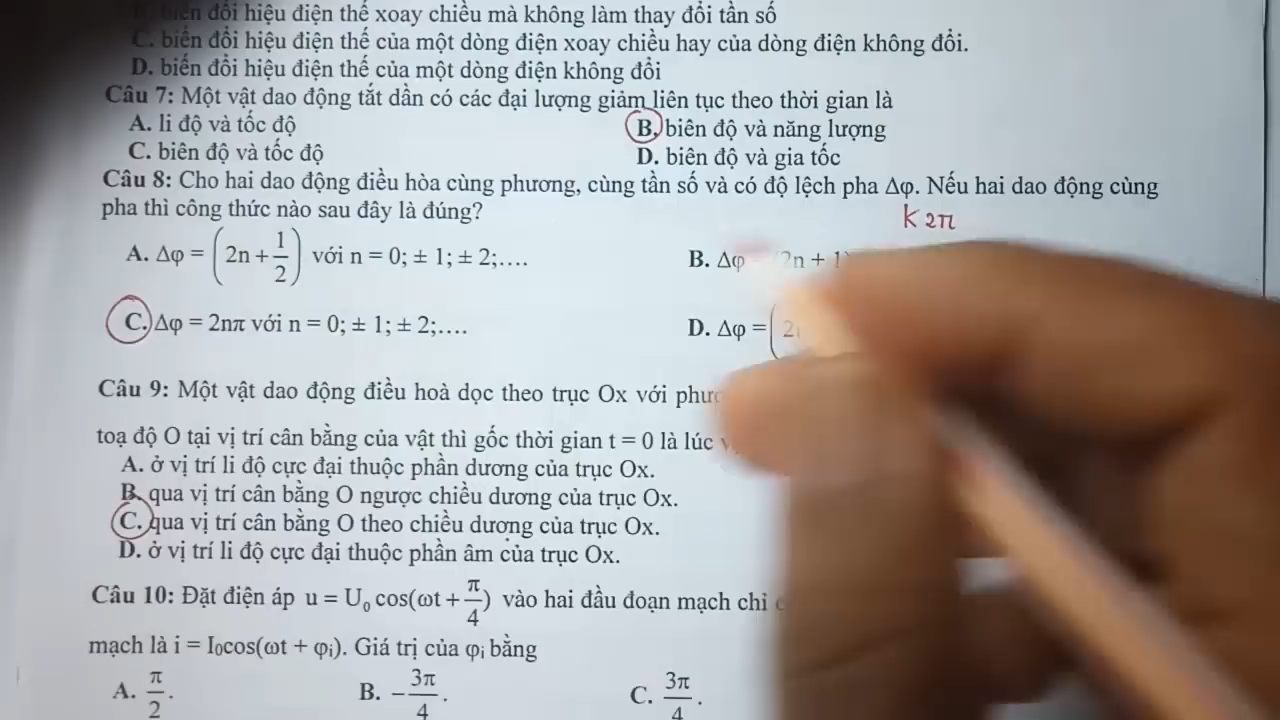 biến đổi hiệu điện thế xoay chiều mà không làm thay đổi tần số
C. biến đổi hiệu điện thế của một dòng điện xoay chiều hay của dòng điện không đổi.
D. biến đổi hiệu điện thế của một dòng điện không đổi
Câu 7: Một vật dao động tắt dần có các đại lượng giảm liên tục theo thời gian là
A. li độ và tốc độ
B. biên độ và năng lượng
C. biên độ và tốc độ
D. biên độ và gia tốc
Câu 8: Cho hai dao động điều hòa cùng phương, cùng tần số và có độ lệch pha Δφ. Nếu hai dao động cùng
pha thì công thức nào sau đây là đúng?
k2π
A. Δφ = (2n + 1/2) với n = 0; ± 1; ± 2;....
B. Δφ = (2n + 1)
C. Δφ = 2nπ với n = 0; ± 1; ± 2;....
D. Δφ = ( 2
Câu 9: Một vật dao động điều hoà dọc theo trục Ox với
toạ độ O tại vị trí cân bằng của vật thì gốc thời gian t = 0 là lúc
A. ở vị trí li độ cực đại thuộc phần dương của trục Ox.
B. qua vị trí cân bằng O ngược chiều dương của trục Ox.
C. qua vị trí cân bằng O theo chiều dương của trục Ox.
D. ở vị trí li độ cực đại thuộc phần âm của trục Ox.
Câu 10: Đặt điện áp u = U₀ cos(ωt + π/4) vào hai đầu đoạn mạch chỉ
mạch là i = I₀cos(ωt + φᵢ). Giá trị của φᵢ bằng
A. π/2.
B. −3π/4.
C. 3π/4.